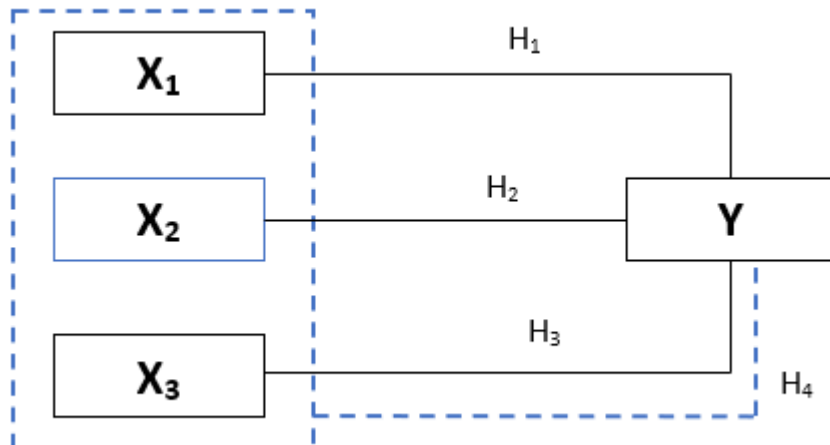 H₁
X₁
H₂
X₂
Y
H₃
X₃
H₄